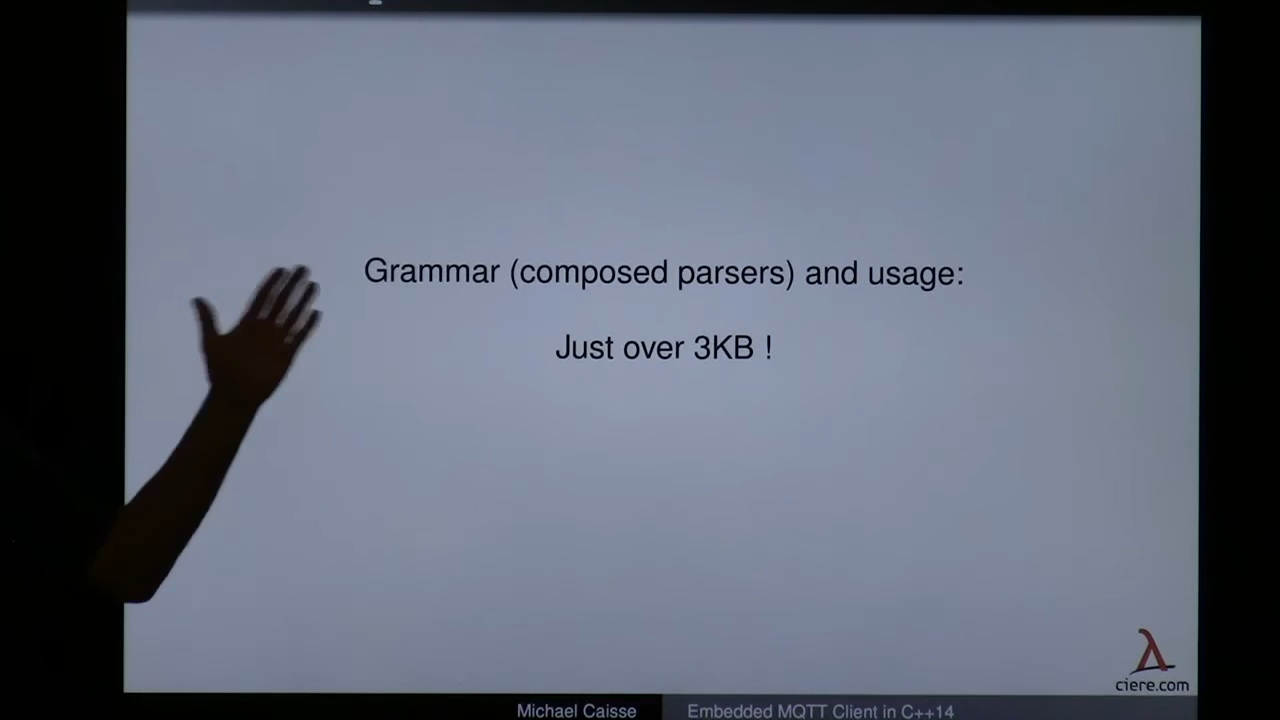 Grammar (composed parsers) and usage:
Just over 3KB !
ciere.com
Michael Caisse
Embedded MQTT Client in C++14